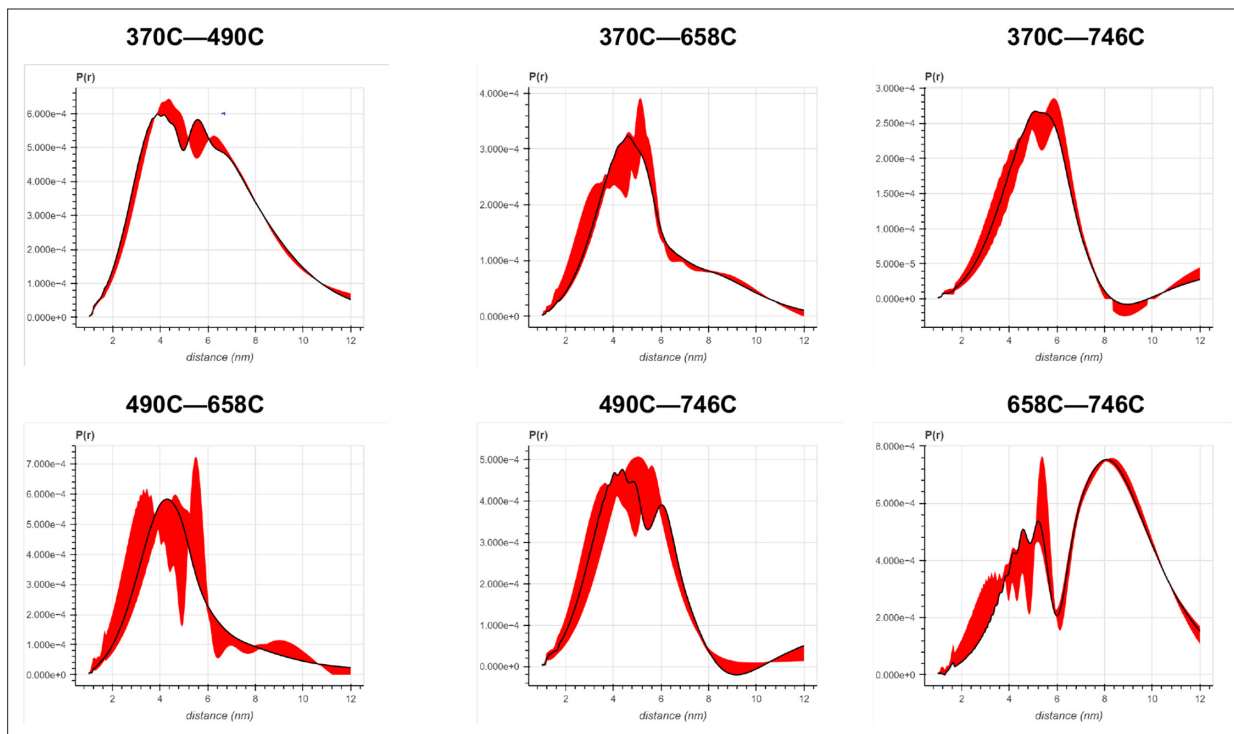 370C—490C
370C—658C
370C—746C
P(r)
6.000e−4
5.000e−4
4.000e−4
3.000e−4
2.000e−4
1.000e−4
0.000e+0
2 4 6 8 10 12
distance (nm)
P(r)
4.000e−4
3.000e−4
2.000e−4
1.000e−4
0.000e+0
2 4 6 8 10 12
distance (nm)
P(r)
3.000e−4
2.500e−4
2.000e−4
1.500e−4
1.000e−4
5.000e−5
0.000e+0
2 4 6 8 10 12
distance (nm)
490C—658C
490C—746C
658C—746C
P(r)
7.000e−4
6.000e−4
5.000e−4
4.000e−4
3.000e−4
2.000e−4
1.000e−4
0.000e+0
2 4 6 8 10 12
distance (nm)
P(r)
5.000e−4
4.000e−4
3.000e−4
2.000e−4
1.000e−4
0.000e+0
2 4 6 8 10 12
distance (nm)
P(r)
8.000e−4
6.000e−4
4.000e−4
2.000e−4
0.000e+0
2 4 6 8 10 12
distance (nm)